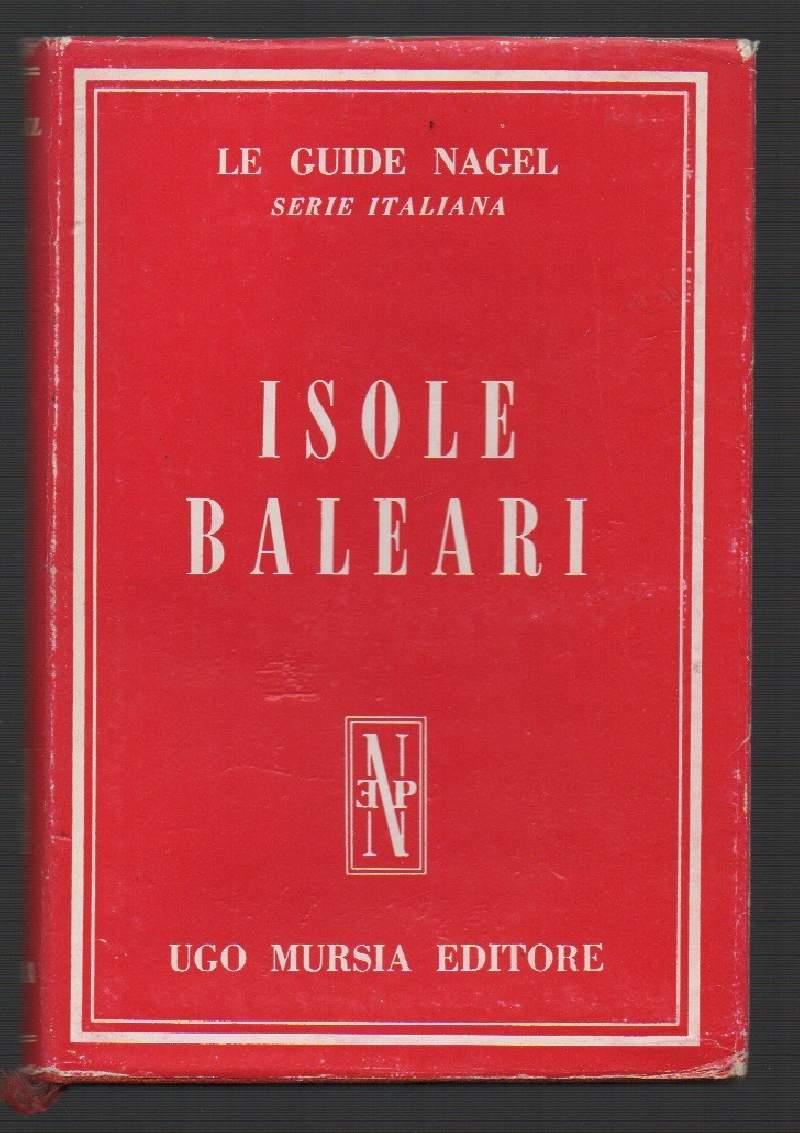 LE GUIDE NAGEL
SERIE ITALIANA
ISOLE
BALEARI
UGO MURSIA EDITORE